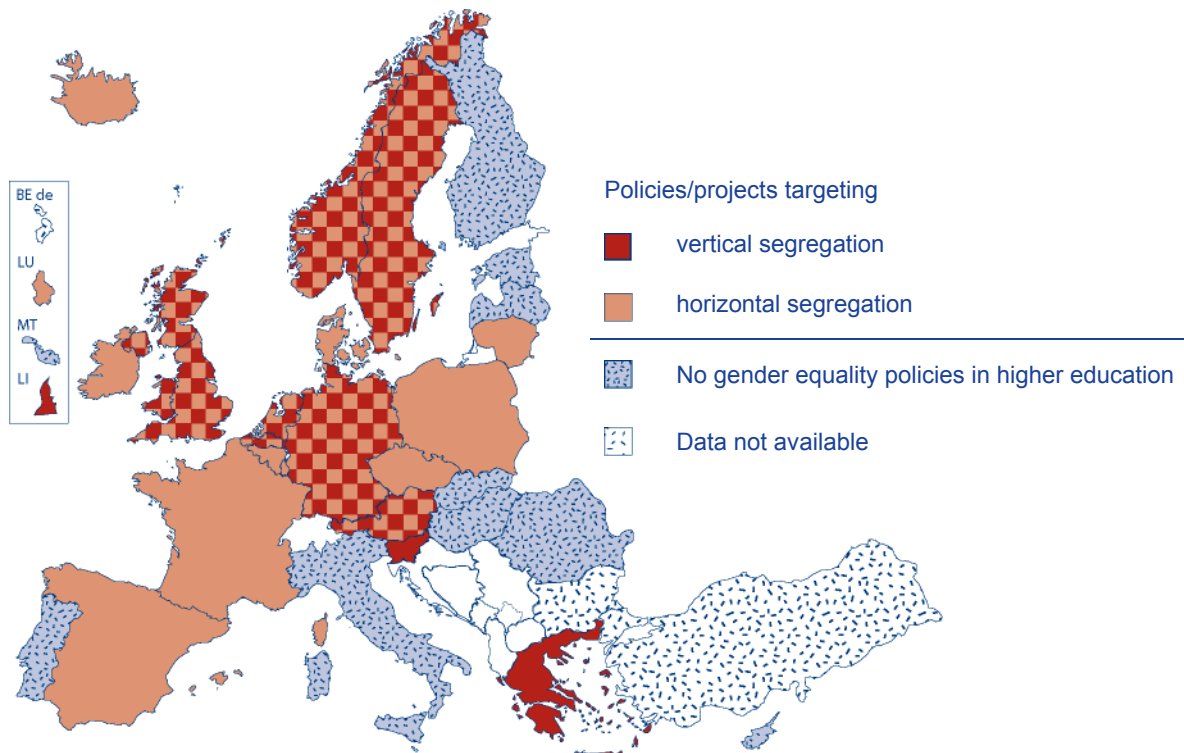 BE de
LU
MT
LI
Policies/projects targeting
vertical segregation
horizontal segregation
No gender equality policies in higher education
Data not available